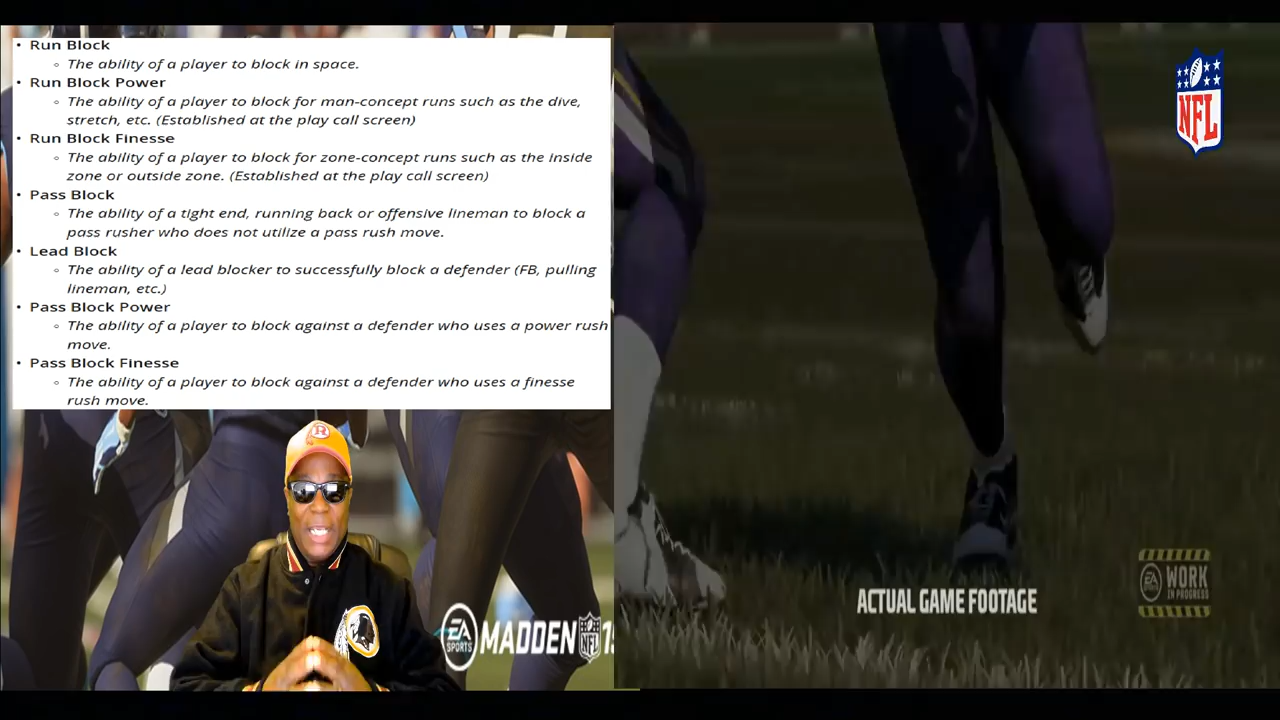 • Run Block
◦ The ability of a player to block in space.
• Run Block Power
◦ The ability of a player to block for man-concept runs such as the dive,
stretch, etc. (Established at the play call screen)
• Run Block Finesse
◦ The ability of a player to block for zone-concept runs such as the inside
zone or outside zone. (Established at the play call screen)
• Pass Block
◦ The ability of a tight end, running back or offensive lineman to block a
pass rusher who does not utilize a pass rush move.
• Lead Block
◦ The ability of a lead blocker to successfully block a defender (FB, pulling
lineman, etc.)
• Pass Block Power
◦ The ability of a player to block against a defender who uses a power rush
move.
• Pass Block Finesse
◦ The ability of a player to block against a defender who uses a finesse
rush move.
NFL
R
EA
SPORTS
MADDEN NFL
ACTUAL GAME FOOTAGE
EA WORK
IN PROGRESS